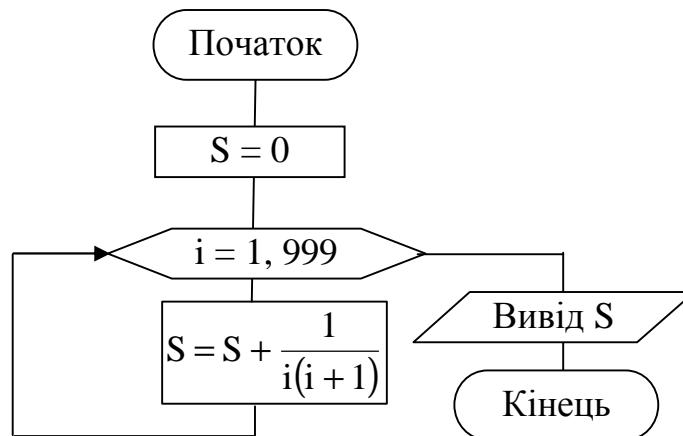 Початок
S = 0
i = 1, 999
S = S + 1/(i(i + 1))
Вивід S
Кінець